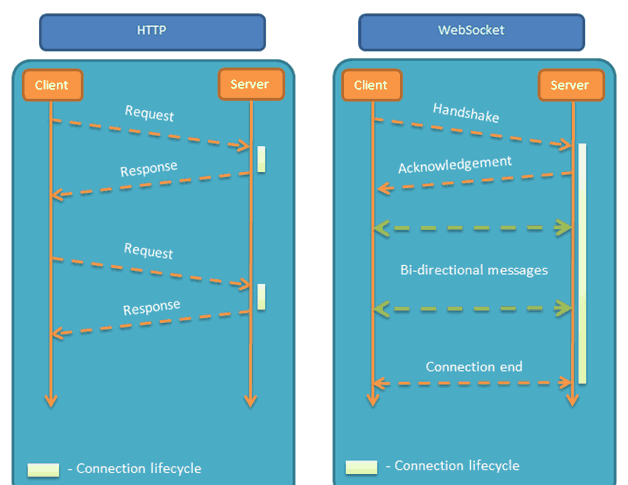 HTTP
Client
Server
Request
Response
Request
Response
- Connection lifecycle
WebSocket
Client
Server
Handshake
Acknowledgement
Bi-directional messages
Connection end
- Connection lifecycle